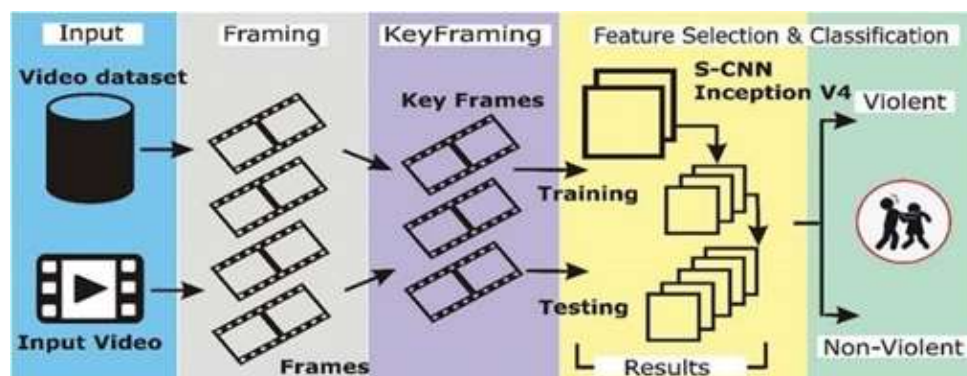 Input
Framing
KeyFraming
Feature Selection & Classification
Video dataset
Key Frames
S-CNN
Inception V4
Violent
Training
Testing
Input Video
Frames
Results
Non-Violent